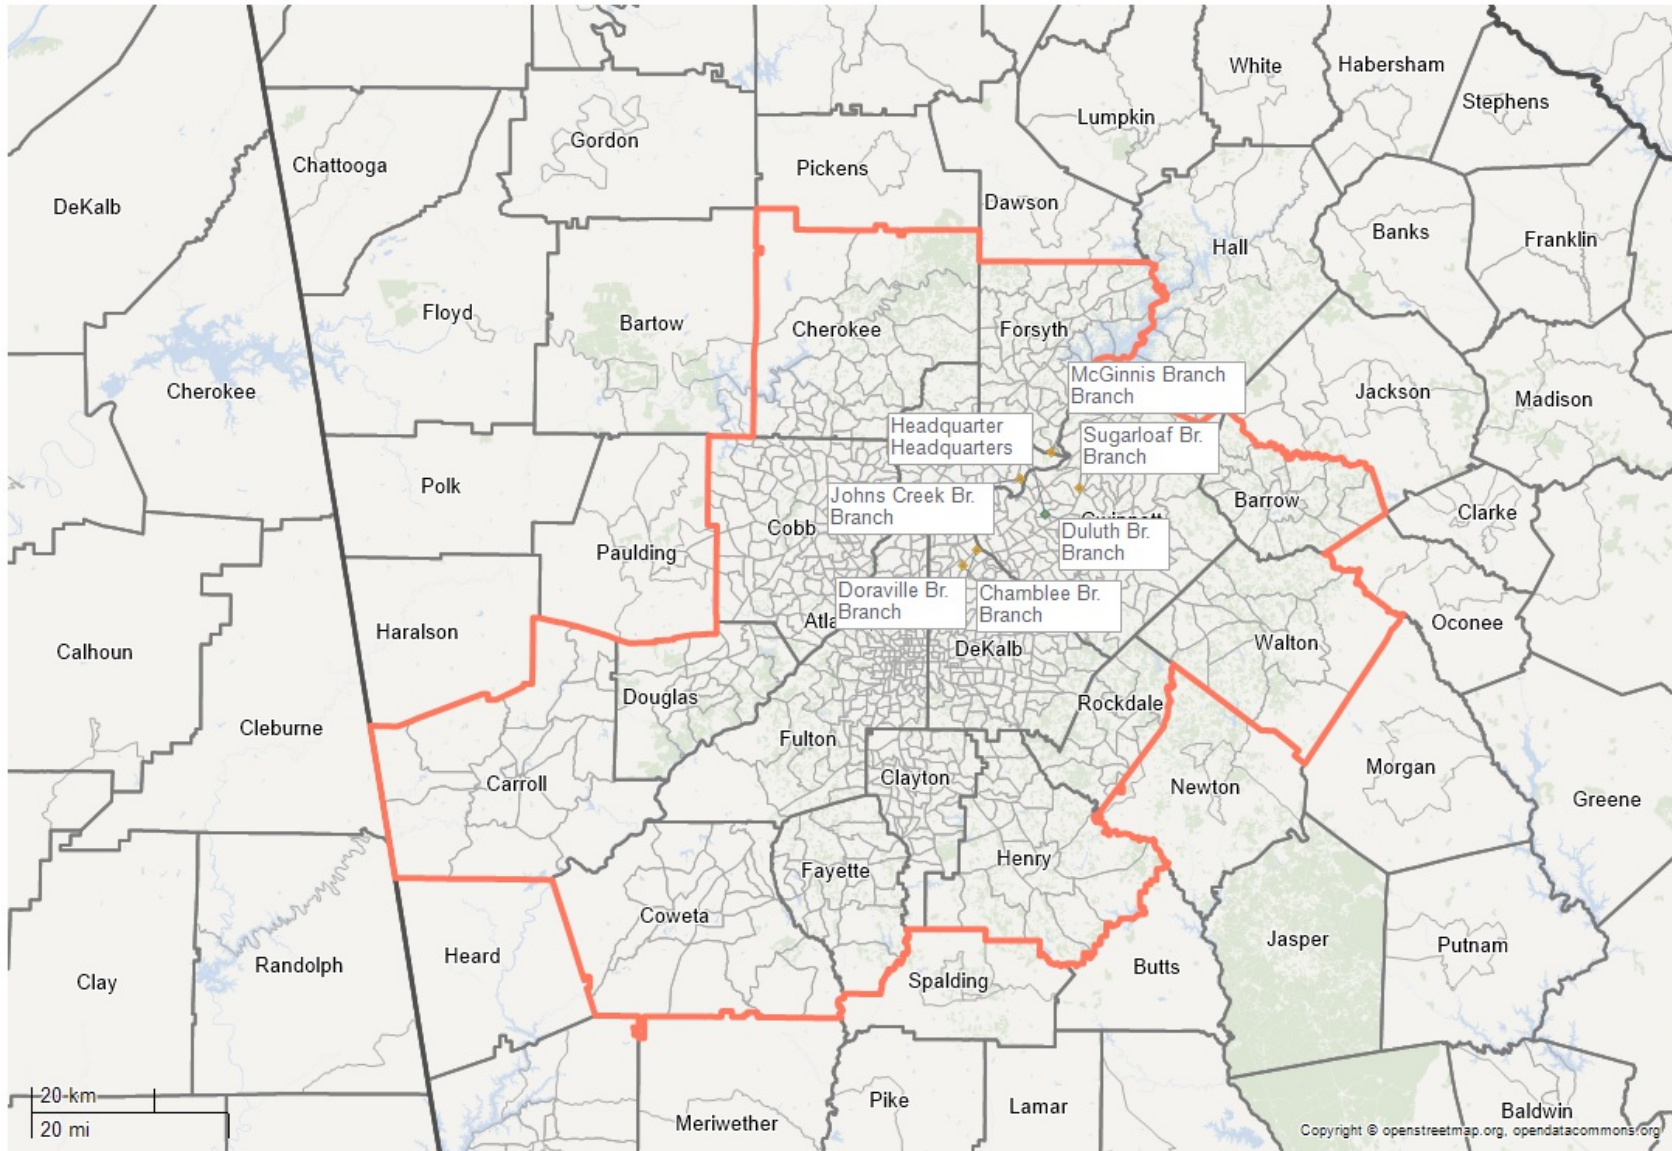 White
Habersham
Stephens
Lumpkin
Gordon
Chattooga
Pickens
DeKalb
Dawson
Banks
Franklin
Hall
Floyd
Bartow
Cherokee
Forsyth
McGinnis Branch
Branch
Cherokee
Jackson
Madison
Headquarter
Headquarters
Sugarloaf Br.
Branch
Polk
Johns Creek Br.
Branch
Barrow
Clarke
Cobb
Gwinnett
Duluth Br.
Branch
Paulding
Doraville Br.
Branch
Chamblee Br.
Branch
Atla
Haralson
Calhoun
DeKalb
Walton
Oconee
Douglas
Rockdale
Cleburne
Fulton
Carroll
Clayton
Newton
Morgan
Greene
Henry
Fayette
Coweta
Heard
Randolph
Clay
Spalding
Butts
Jasper
Putnam
20 km
20 mi
Meriwether
Pike
Lamar
Baldwin
Copyright © openstreetmap.org, opendatacommons.org